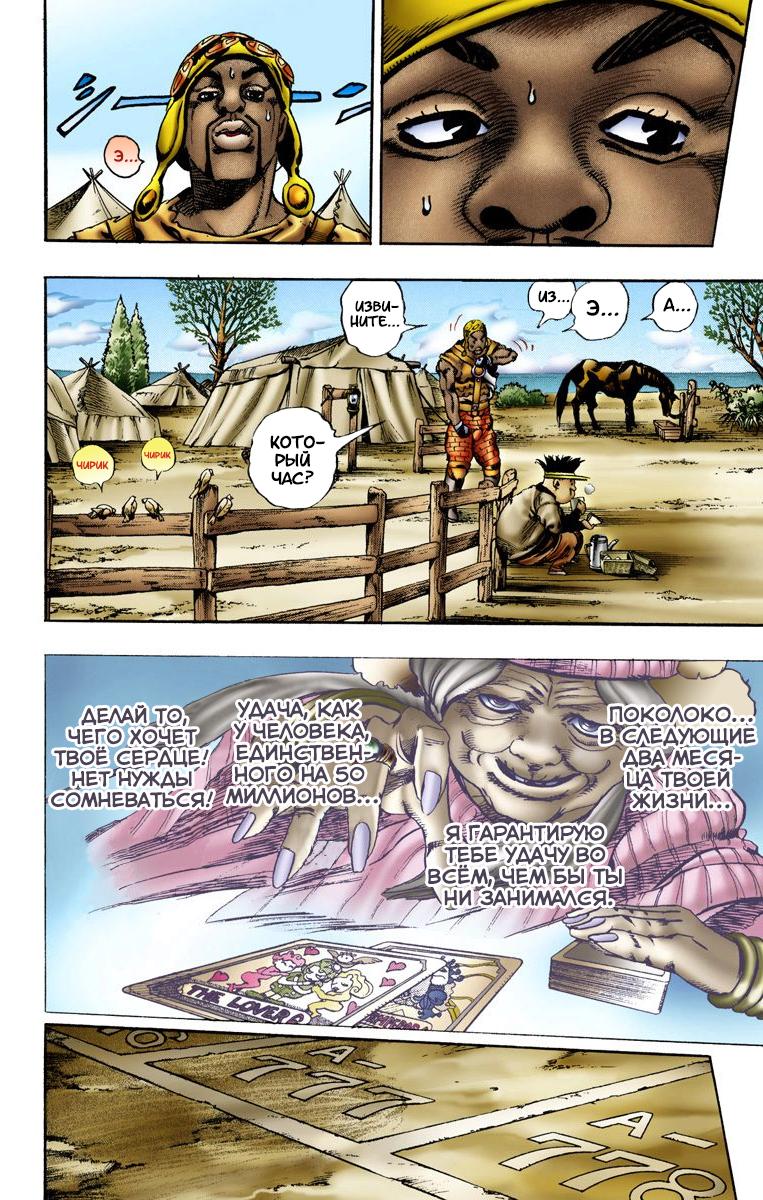 Э...
А...
Э...
ИЗ...
ИЗВИ-
НИТЕ...
КОТО-
РЫЙ
ЧАС?
ЧИРИК
ЧИРИК
ПОКОЛОКО...
В СЛЕДУЮЩИЕ
ДВА МЕСЯ-
ЦА ТВОЕЙ
ЖИЗНИ...
Я ГАРАНТИРУЮ
ТЕБЕ УДАЧУ ВО
ВСЁМ, ЧЕМ БЫ ТЫ
НИ ЗАНИМАЛСЯ.
УДАЧА, КАК
У ЧЕЛОВЕКА,
ЕДИНСТВЕН-
НОГО НА 50
МИЛЛИОНОВ...
ДЕЛАЙ ТО,
ЧЕГО ХОЧЕТ
ТВОЁ СЕРДЦЕ!
НЕТ НУЖДЫ
СОМНЕВАТЬСЯ!
THE LOVER
A-
777
A-
778